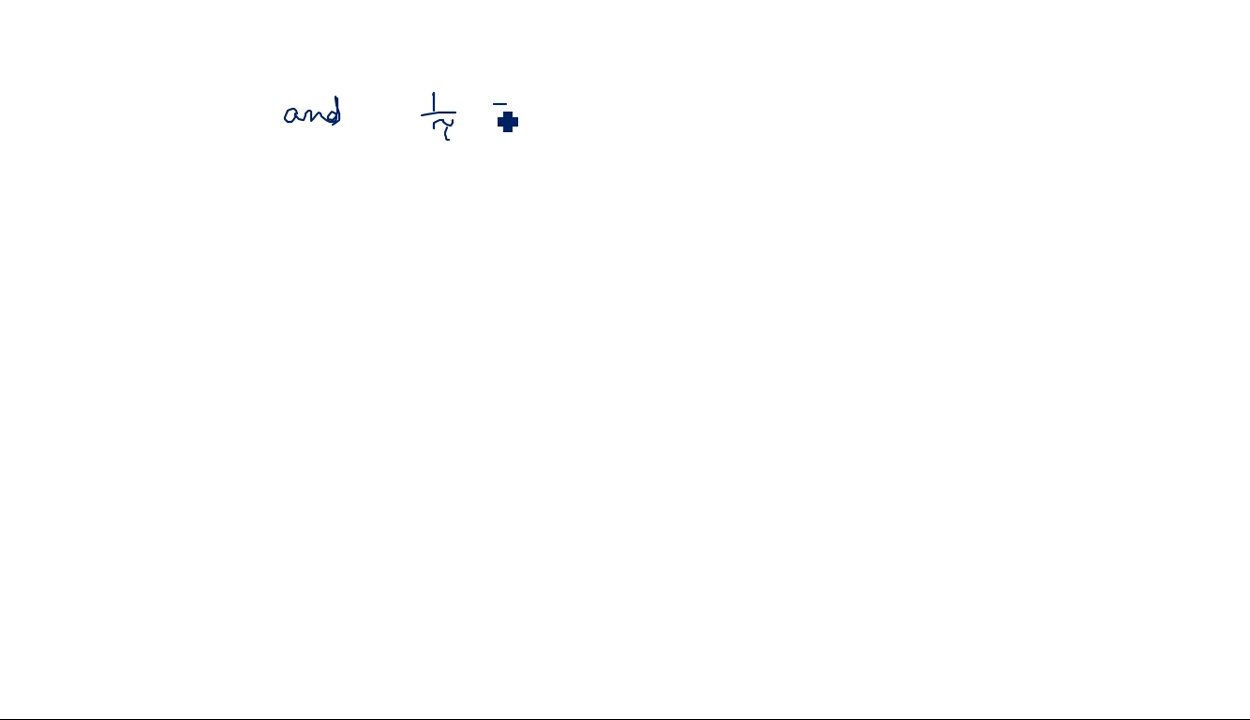 and 1/τ =